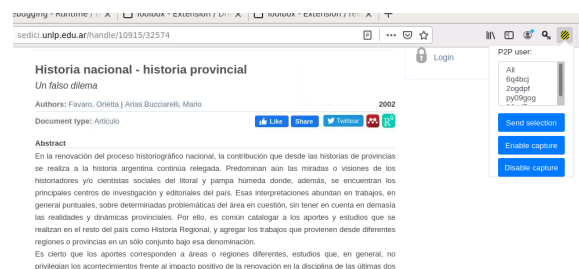 Toolbox - Extension /
sedici.unlp.edu.ar/handle/10915/32574
Login
P2P user:
All
6q4bcj
2ogdpf
py09gog
Send selection
Enable capture
Disable capture
Historia nacional - historia provincial
Un falso dilema
Authors: Favaro, Orietta | Arias Bucciarelli, Mario
2002
Document type: Articulo
Like
Share
Twittear
Abstract
En la renovación del proceso historiográfico nacional, la contribución que desde las historias de provincias
se realiza a la historia argentina continúa relegada. Predominan aún las miradas o visiones de los
historiadores y/o cientistas sociales del litoral y pampa húmeda donde, además, se encuentran los
principales centros de investigación y editoriales del país. Esas interpretaciones abundan en trabajos, en
general puntuales, sobre determinadas problemáticas del área en cuestión, sin tener en cuenta en demasía
las realidades y dinámicas provinciales. Por ello, es común catalogar a los aportes y estudios que se
realizan en el resto del país como Historia Regional, y agregar los trabajos que provienen desde diferentes
regiones o provincias en un sólo conjunto bajo esa denominación.
Es cierto que los aportes corresponden a áreas o regiones diferentes, estudios que, en general, no
privilegian los acontecimientos frente al impacto positivo de la renovación en la disciplina de las últimas dos